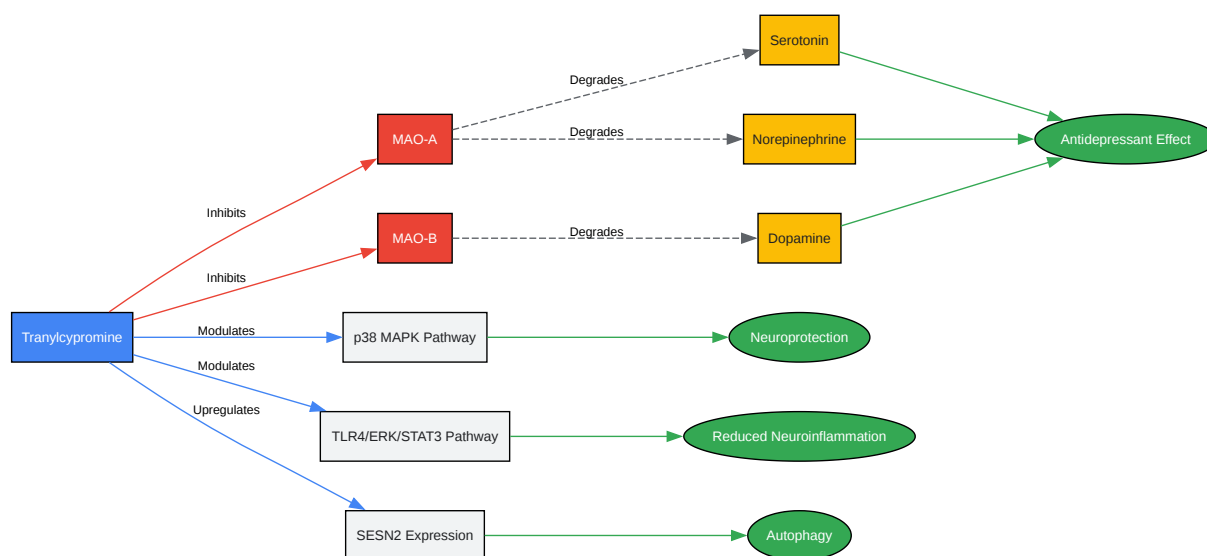 Serotonin
Degrades
MAO-A
Degrades
Norepinephrine
Antidepressant Effect
Inhibits
MAO-B
Degrades
Dopamine
Inhibits
Tranylcypromine
Modulates
p38 MAPK Pathway
Neuroprotection
Modulates
Upregulates
TLR4/ERK/STAT3 Pathway
Reduced Neuroinflammation
SESN2 Expression
Autophagy